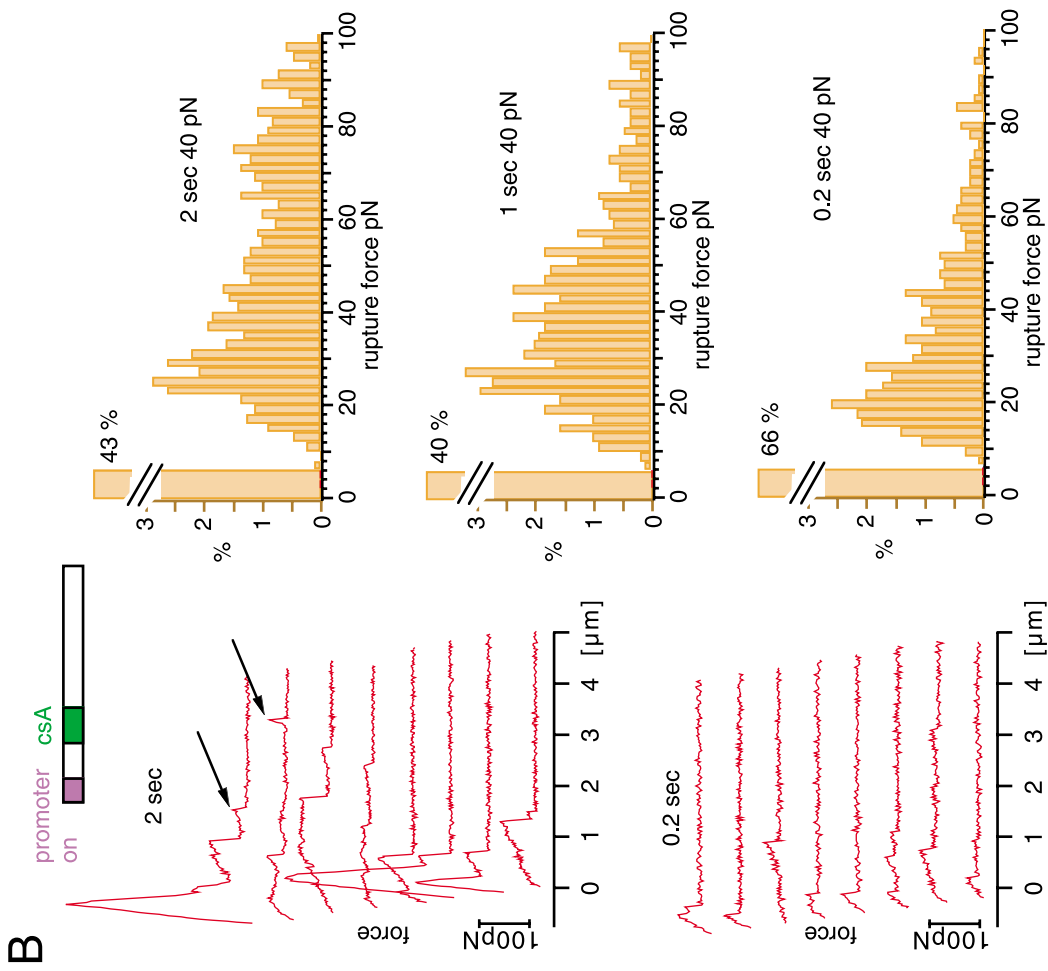 B
promoter
on
csA
2 sec
force
100pN
0 1 2 3 4 [µm]
0.2 sec
force
100pN
0 1 2 3 4 [µm]
43 %
2 sec 40 pN
%
3
2
1
0
0 20 40 60 80 100
rupture force pN
40 %
1 sec 40 pN
%
3
2
1
0
0 20 40 60 80 100
rupture force pN
66 %
0.2 sec 40 pN
%
3
2
1
0
0 20 40 60 80 100
rupture force pN